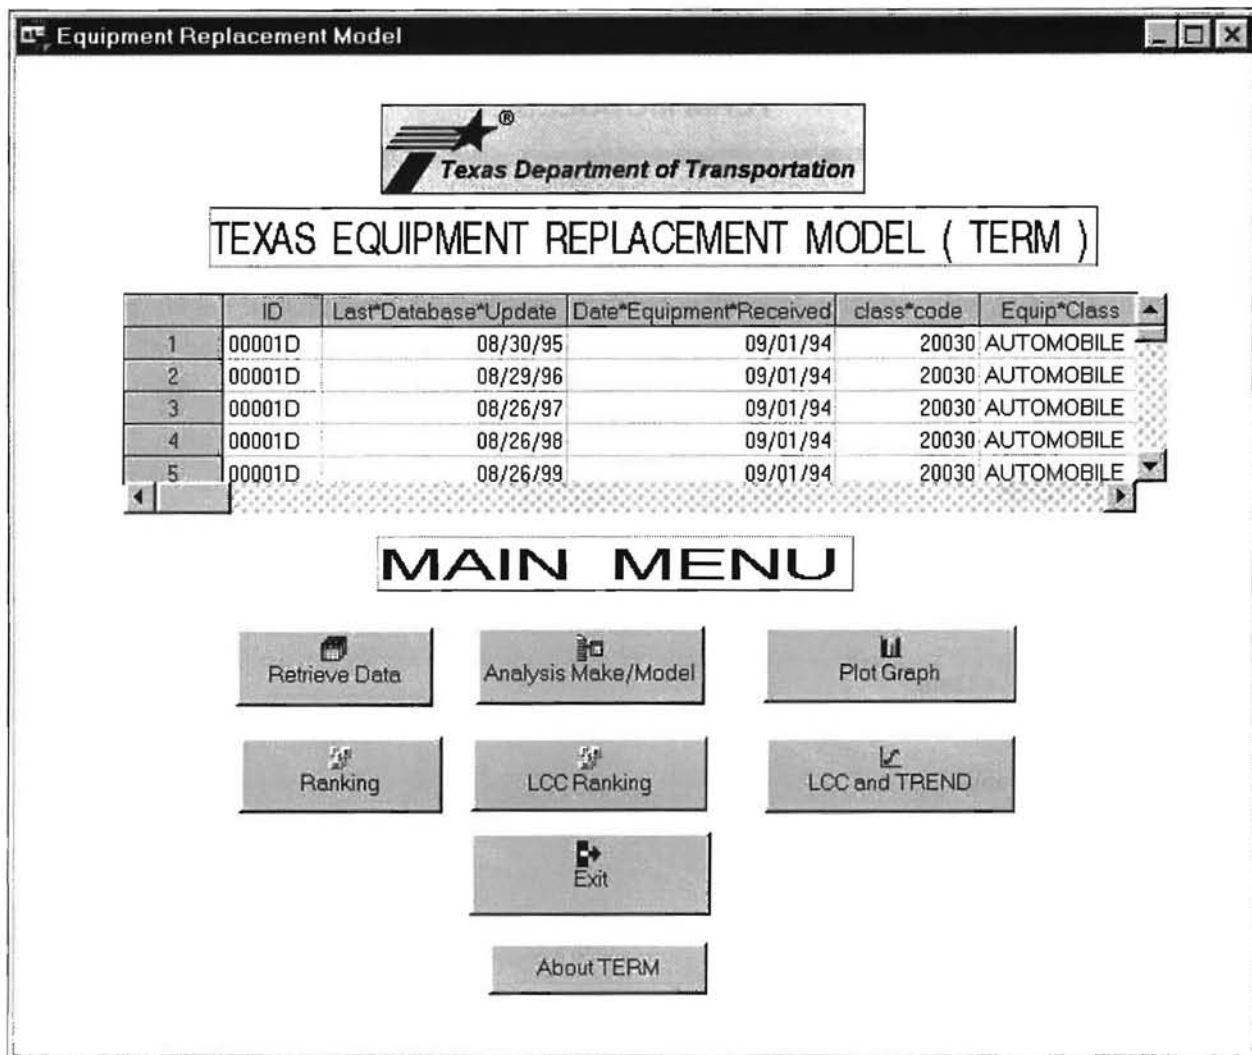 Equipment Replacement Model
®
Texas Department of Transportation
TEXAS EQUIPMENT REPLACEMENT MODEL ( TERM )
ID Last*Database*Update Date*Equipment*Received class*code Equip*Class
1 00001D 08/30/95 09/01/94 20030 AUTOMOBILE
2 00001D 08/29/96 09/01/94 20030 AUTOMOBILE
3 00001D 08/26/97 09/01/94 20030 AUTOMOBILE
4 00001D 08/26/98 09/01/94 20030 AUTOMOBILE
5 00001D 08/26/99 09/01/94 20030 AUTOMOBILE
MAIN MENU
Retrieve Data Analysis Make/Model Plot Graph
Ranking LCC Ranking LCC and TREND
Exit
About TERM